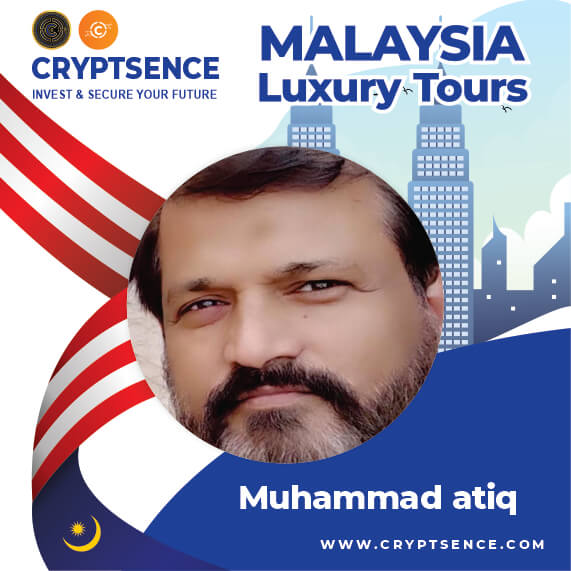 CRYPTSENCE
INVEST & SECURE YOUR FUTURE
MALAYSIA
Luxury Tours
Muhammad atiq
WWW.CRYPTSENCE.COM